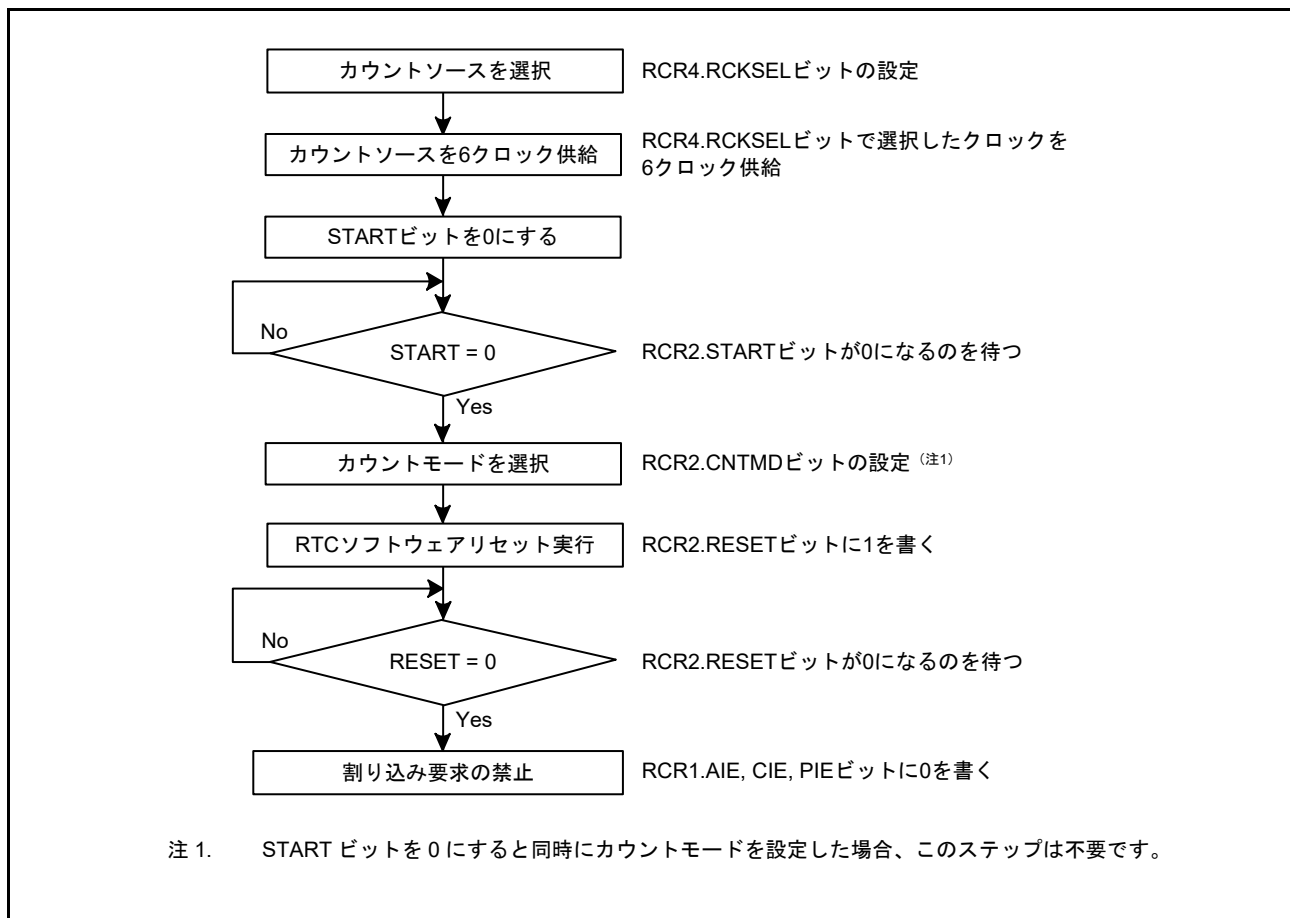 カウントソースを選択 RCR4.RCKSELビットの設定
カウントソースを6クロック供給 RCR4.RCKSELビットで選択したクロックを
6クロック供給
STARTビットを0にする
No
START = 0 RCR2.STARTビットが0になるのを待つ
Yes
カウントモードを選択 RCR2.CNTMDビットの設定（注1）
RTCソフトウェアリセット実行 RCR2.RESETビットに1を書く
No
RESET = 0 RCR2.RESETビットが0になるのを待つ
Yes
割り込み要求の禁止 RCR1.AIE, CIE, PIEビットに0を書く
注 1. START ビットを 0 にすると同時にカウントモードを設定した場合、このステップは不要です。